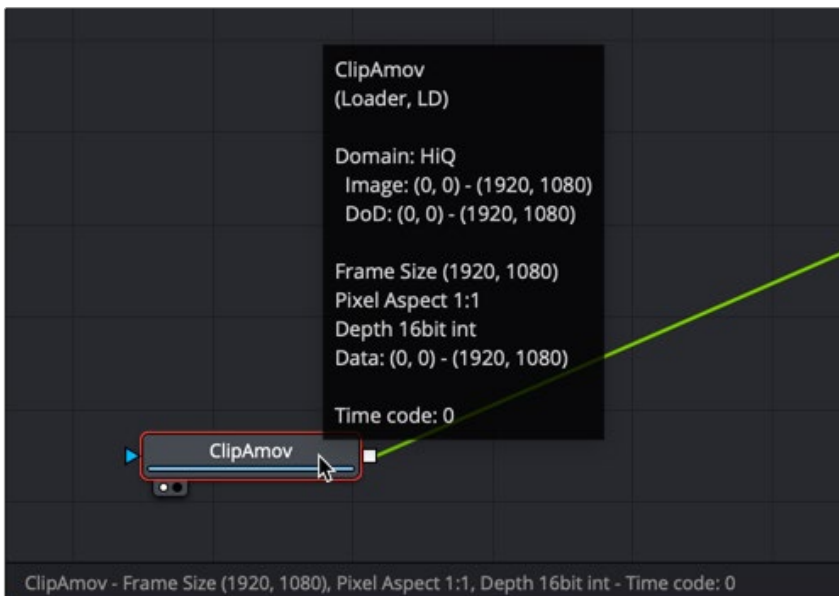 ClipAmov
(Loader, LD)
Domain: HiQ
Image: (0, 0) - (1920, 1080)
DoD: (0, 0) - (1920, 1080)
Frame Size (1920, 1080)
Pixel Aspect 1:1
Depth 16bit int
Data: (0, 0) - (1920, 1080)
Time code: 0
ClipAmov
ClipAmov - Frame Size (1920, 1080), Pixel Aspect 1:1, Depth 16bit int - Time code: 0